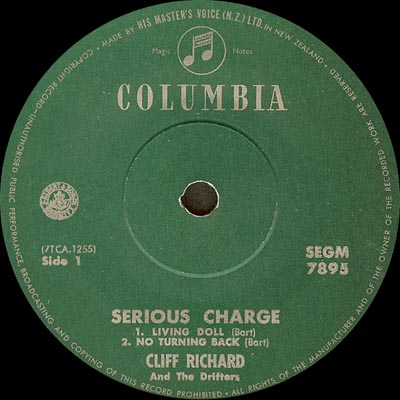 MADE BY HIS MASTER'S VOICE (N.Z.) LTD. IN NEW ZEALAND • ALL RIGHTS OF THE MANUFACTURER AND OF THE OWNER OF THE RECORDED WORK ARE RESERVED
COPYRIGHT RECORD-UNAUTHORISED PUBLIC PERFORMANCE, BROADCASTING AND COPYING OF THIS RECORD PROHIBITED
Magic Notes
COLUMBIA
(7TCA.1255)
Side 1
SEGM
7895
SERIOUS CHARGE
1. LIVING DOLL (Bart)
2. NO TURNING BACK (Bart)
CLIFF RICHARD
And The Drifters